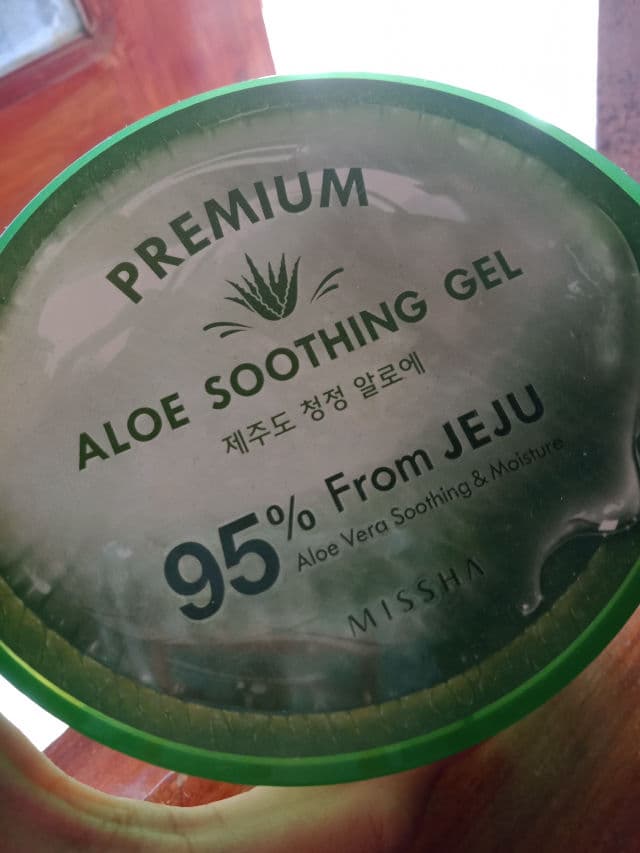 PREMIUM
ALOE SOOTHING GEL
제주도 청정 알로에
95% From JEJU
Aloe Vera Soothing & Moisture
MISSHA